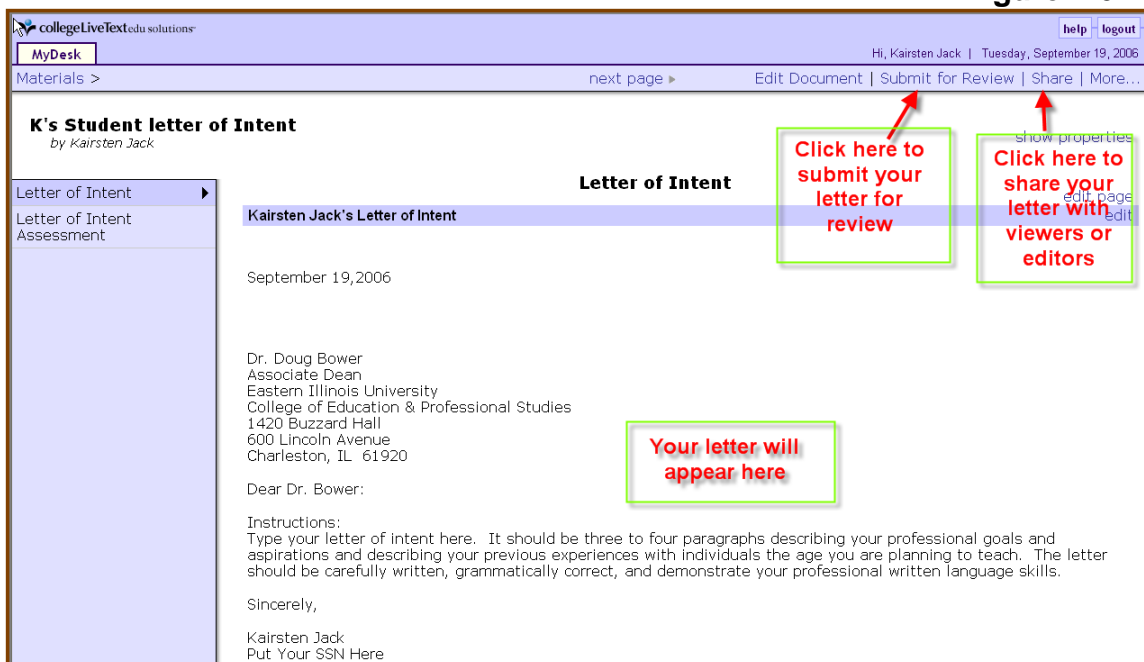 collegeLiveText edu solutions
help logout
MyDesk
Hi, Kairsten Jack | Tuesday, September 19, 2006
Materials >
next page ▸
Edit Document | Submit for Review | Share | More...
K's Student letter of Intent
by Kairsten Jack
show properties
Click here to
submit your
letter for
review
Click here to
share your
letter with
viewers or
editors
Letter of Intent
Letter of Intent
Assessment
Letter of Intent
edit page
Kairsten Jack's Letter of Intent
edit
September 19,2006
Dr. Doug Bower
Associate Dean
Eastern Illinois University
College of Education & Professional Studies
1420 Buzzard Hall
600 Lincoln Avenue
Charleston, IL 61920
Your letter will
appear here
Dear Dr. Bower:
Instructions:
Type your letter of intent here. It should be three to four paragraphs describing your professional goals and
aspirations and describing your previous experiences with individuals the age you are planning to teach. The letter
should be carefully written, grammatically correct, and demonstrate your professional written language skills.
Sincerely,
Kairsten Jack
Put Your SSN Here